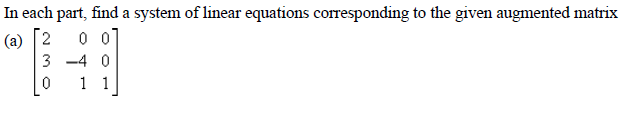 In each part, find a system of linear equations corresponding to the given augmented matrix
(a) [2 0 0]
[3 −4 0]
[0 1 1]